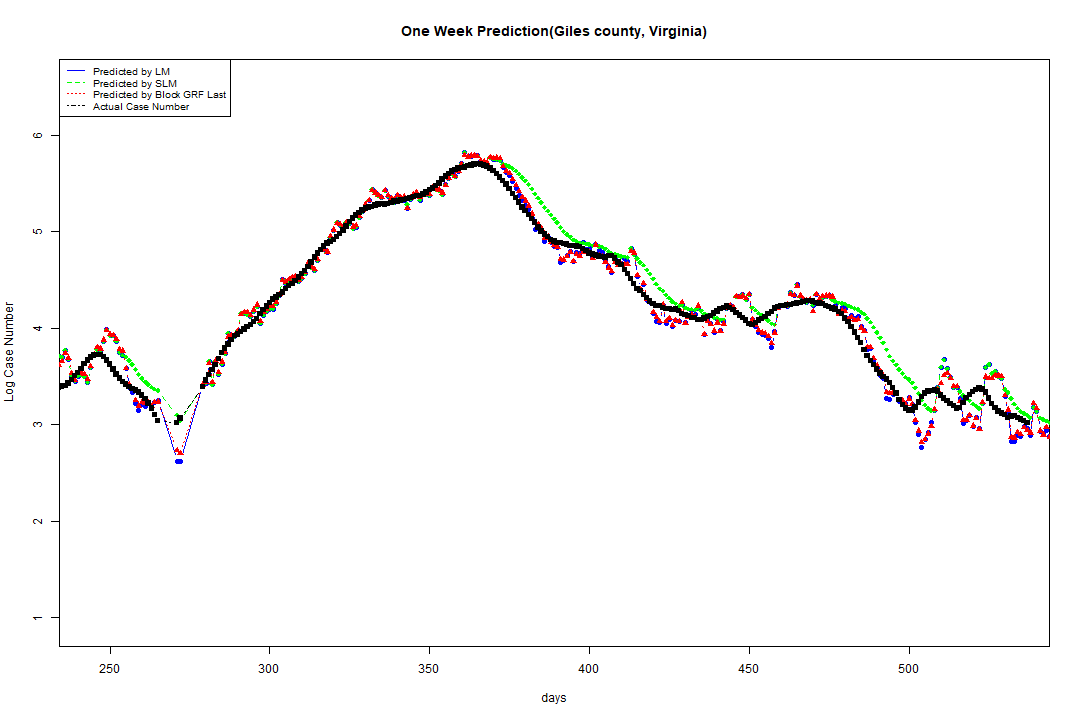 One Week Prediction(Giles county, Virginia)
Predicted by LM
Predicted by SLM
Predicted by Block GRF Last
Actual Case Number
Log Case Number
6
5
4
3
2
1
250 300 350 400 450 500
days